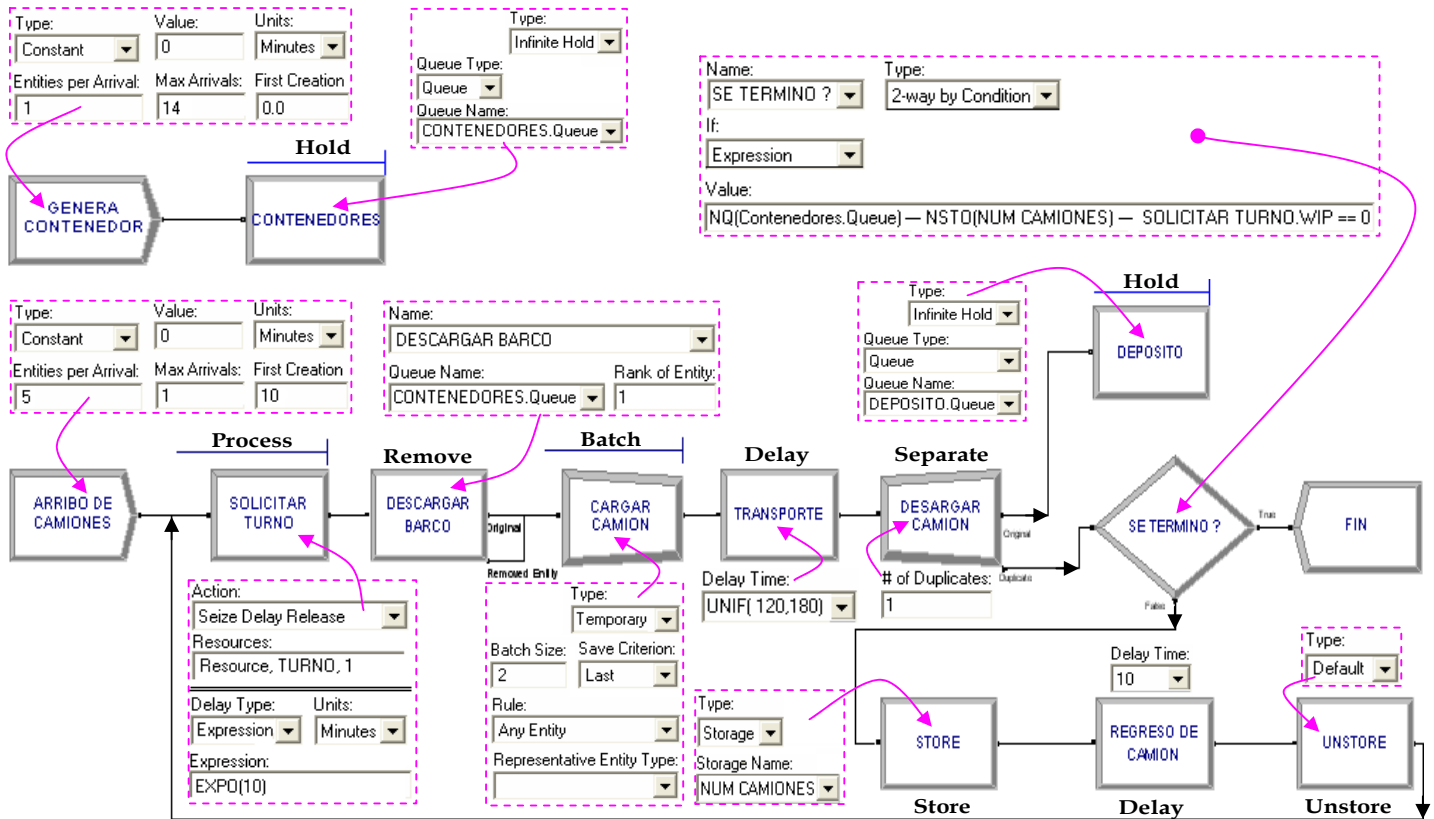 Type:
Value:
Units:
Constant
0
Minutes
Entities per Arrival:
Max Arrivals:
First Creation
1
14
0.0
Type:
Infinite Hold
Queue Type:
Queue
Queue Name:
CONTENEDORES.Queue
Name:
Type:
SE TERMINO ?
2-way by Condition
If:
Expression
Value:
NQ(Contenedores.Queue) — NSTO(NUM CAMIONES) — SOLICITAR TURNO.WIP == 0
Hold
GENERA
CONTENEDOR
CONTENEDORES
Type:
Value:
Units:
Constant
0
Minutes
Entities per Arrival:
Max Arrivals:
First Creation
5
1
10
Name:
DESCARGAR BARCO
Queue Name:
Rank of Entity:
CONTENEDORES.Queue
1
Type:
Infinite Hold
Queue Type:
Queue
Queue Name:
DEPOSITO.Queue
Hold
DEPOSITO
Process
Remove
Batch
Delay
Separate
ARRIBO DE
CAMIONES
SOLICITAR
TURNO
DESCARGAR
BARCO
Original
Removed Entity
CARGAR
CAMION
TRANSPORTE
DESARGAR
CAMION
Original
Duplicate
SE TERMINO ?
True
False
FIN
Action:
Seize Delay Release
Resources:
Resource, TURNO, 1
Delay Type:
Units:
Expression
Minutes
Expression:
EXPO(10)
Type:
Temporary
Batch Size:
Save Criterion:
2
Last
Rule:
Any Entity
Representative Entity Type:
Delay Time:
UNIF( 120,180)
# of Duplicates:
1
Type:
Storage
Storage Name:
NUM CAMIONES
Delay Time:
10
Type:
Default
STORE
REGRESO DE
CAMION
UNSTORE
Store
Delay
Unstore